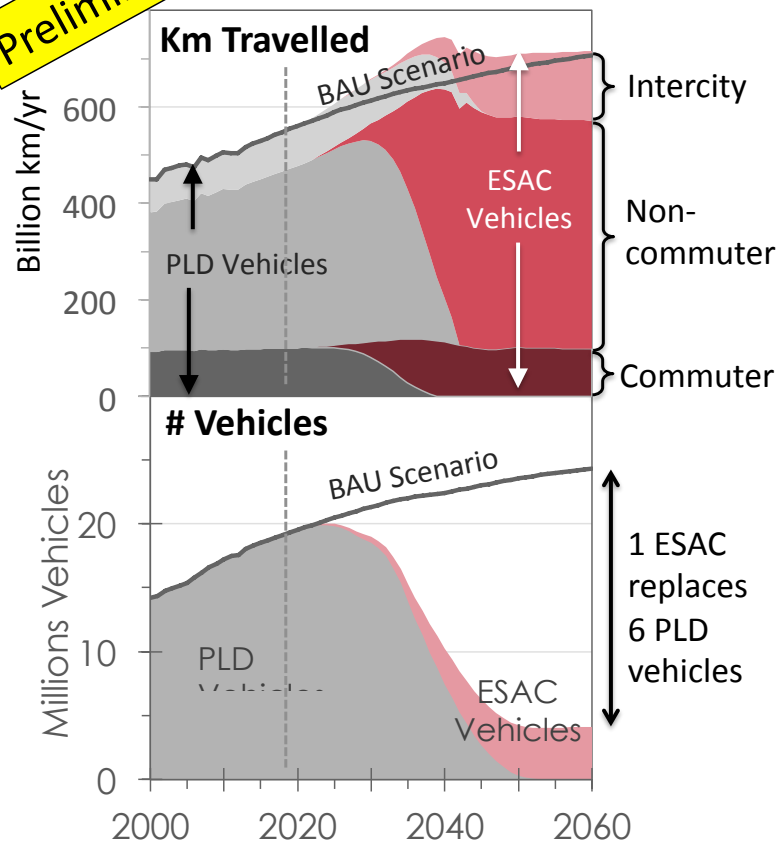 Prelimi
Km Travelled
BAU Scenario
Billion km/yr
600
400
200
0
PLD Vehicles
ESAC
Vehicles
Intercity
Non-
commuter
Commuter
# Vehicles
BAU Scenario
Millions Vehicles
20
10
0
PLD
ESAC
Vehicles
1 ESAC
replaces
6 PLD
vehicles
2000
2020
2040
2060